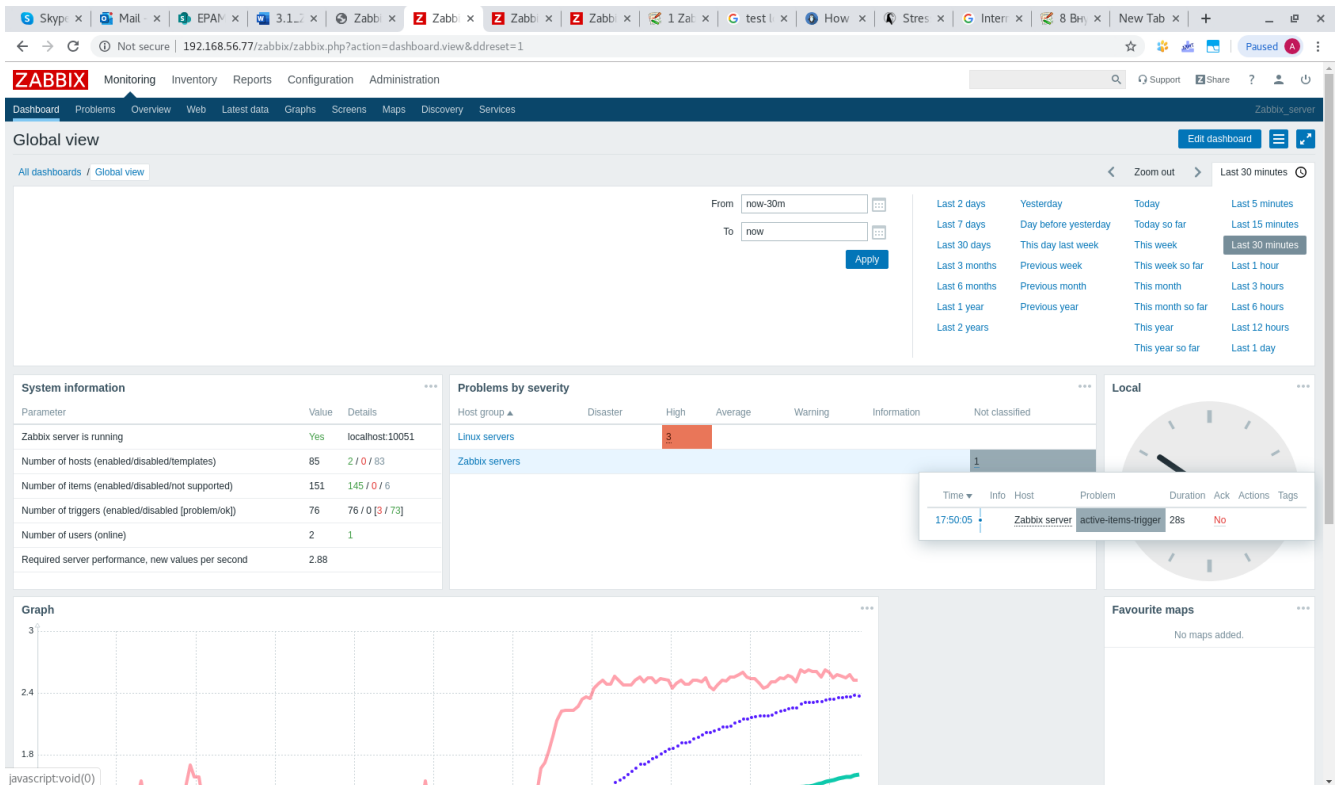 Skype Mail - EPAM 3.1_2 Zabbi Zabbi Zabbi Zabbi 1 Zab test l How Stres Intern New Tab
Not secure 192.168.56.77/zabbix/zabbix.php?action=dashboard.view&ddreset=1 Paused A
ZABBIX Monitoring Inventory Reports Configuration Administration Support Z Share ?
Dashboard Problems Overview Web Latest data Graphs Screens Maps Discovery Services Zabbix_server
Global view Edit dashboard
All dashboards / Global view Zoom out Last 30 minutes
From now-30m
To now
Apply
Last 2 days Yesterday Today Last 5 minutes
Last 7 days Day before yesterday Today so far Last 15 minutes
Last 30 days This day last week This week Last 30 minutes
Last 3 months Previous week This week so far Last 1 hour
Last 6 months Previous month This month Last 3 hours
Last 1 year Previous year This month so far Last 6 hours
Last 2 years This year Last 12 hours
This year so far Last 1 day
System information
Parameter Value Details
Zabbix server is running Yes localhost:10051
Number of hosts (enabled/disabled/templates) 85 2 / 0 / 83
Number of items (enabled/disabled/not supported) 151 145 / 0 / 6
Number of triggers (enabled/disabled [problem/ok]) 76 76 / 0 [3 / 73]
Number of users (online) 2 1
Required server performance, new values per second 2.88
Problems by severity
Host group Disaster High Average Warning Information Not classified
Linux servers 3
Zabbix servers 1
Time Info Host Problem Duration Ack Actions Tags
17:50:05 Zabbix server active-items-trigger 28s No
Local
Graph
3
2.4
1.8
Favourite maps
No maps added.
javascript:void(0)